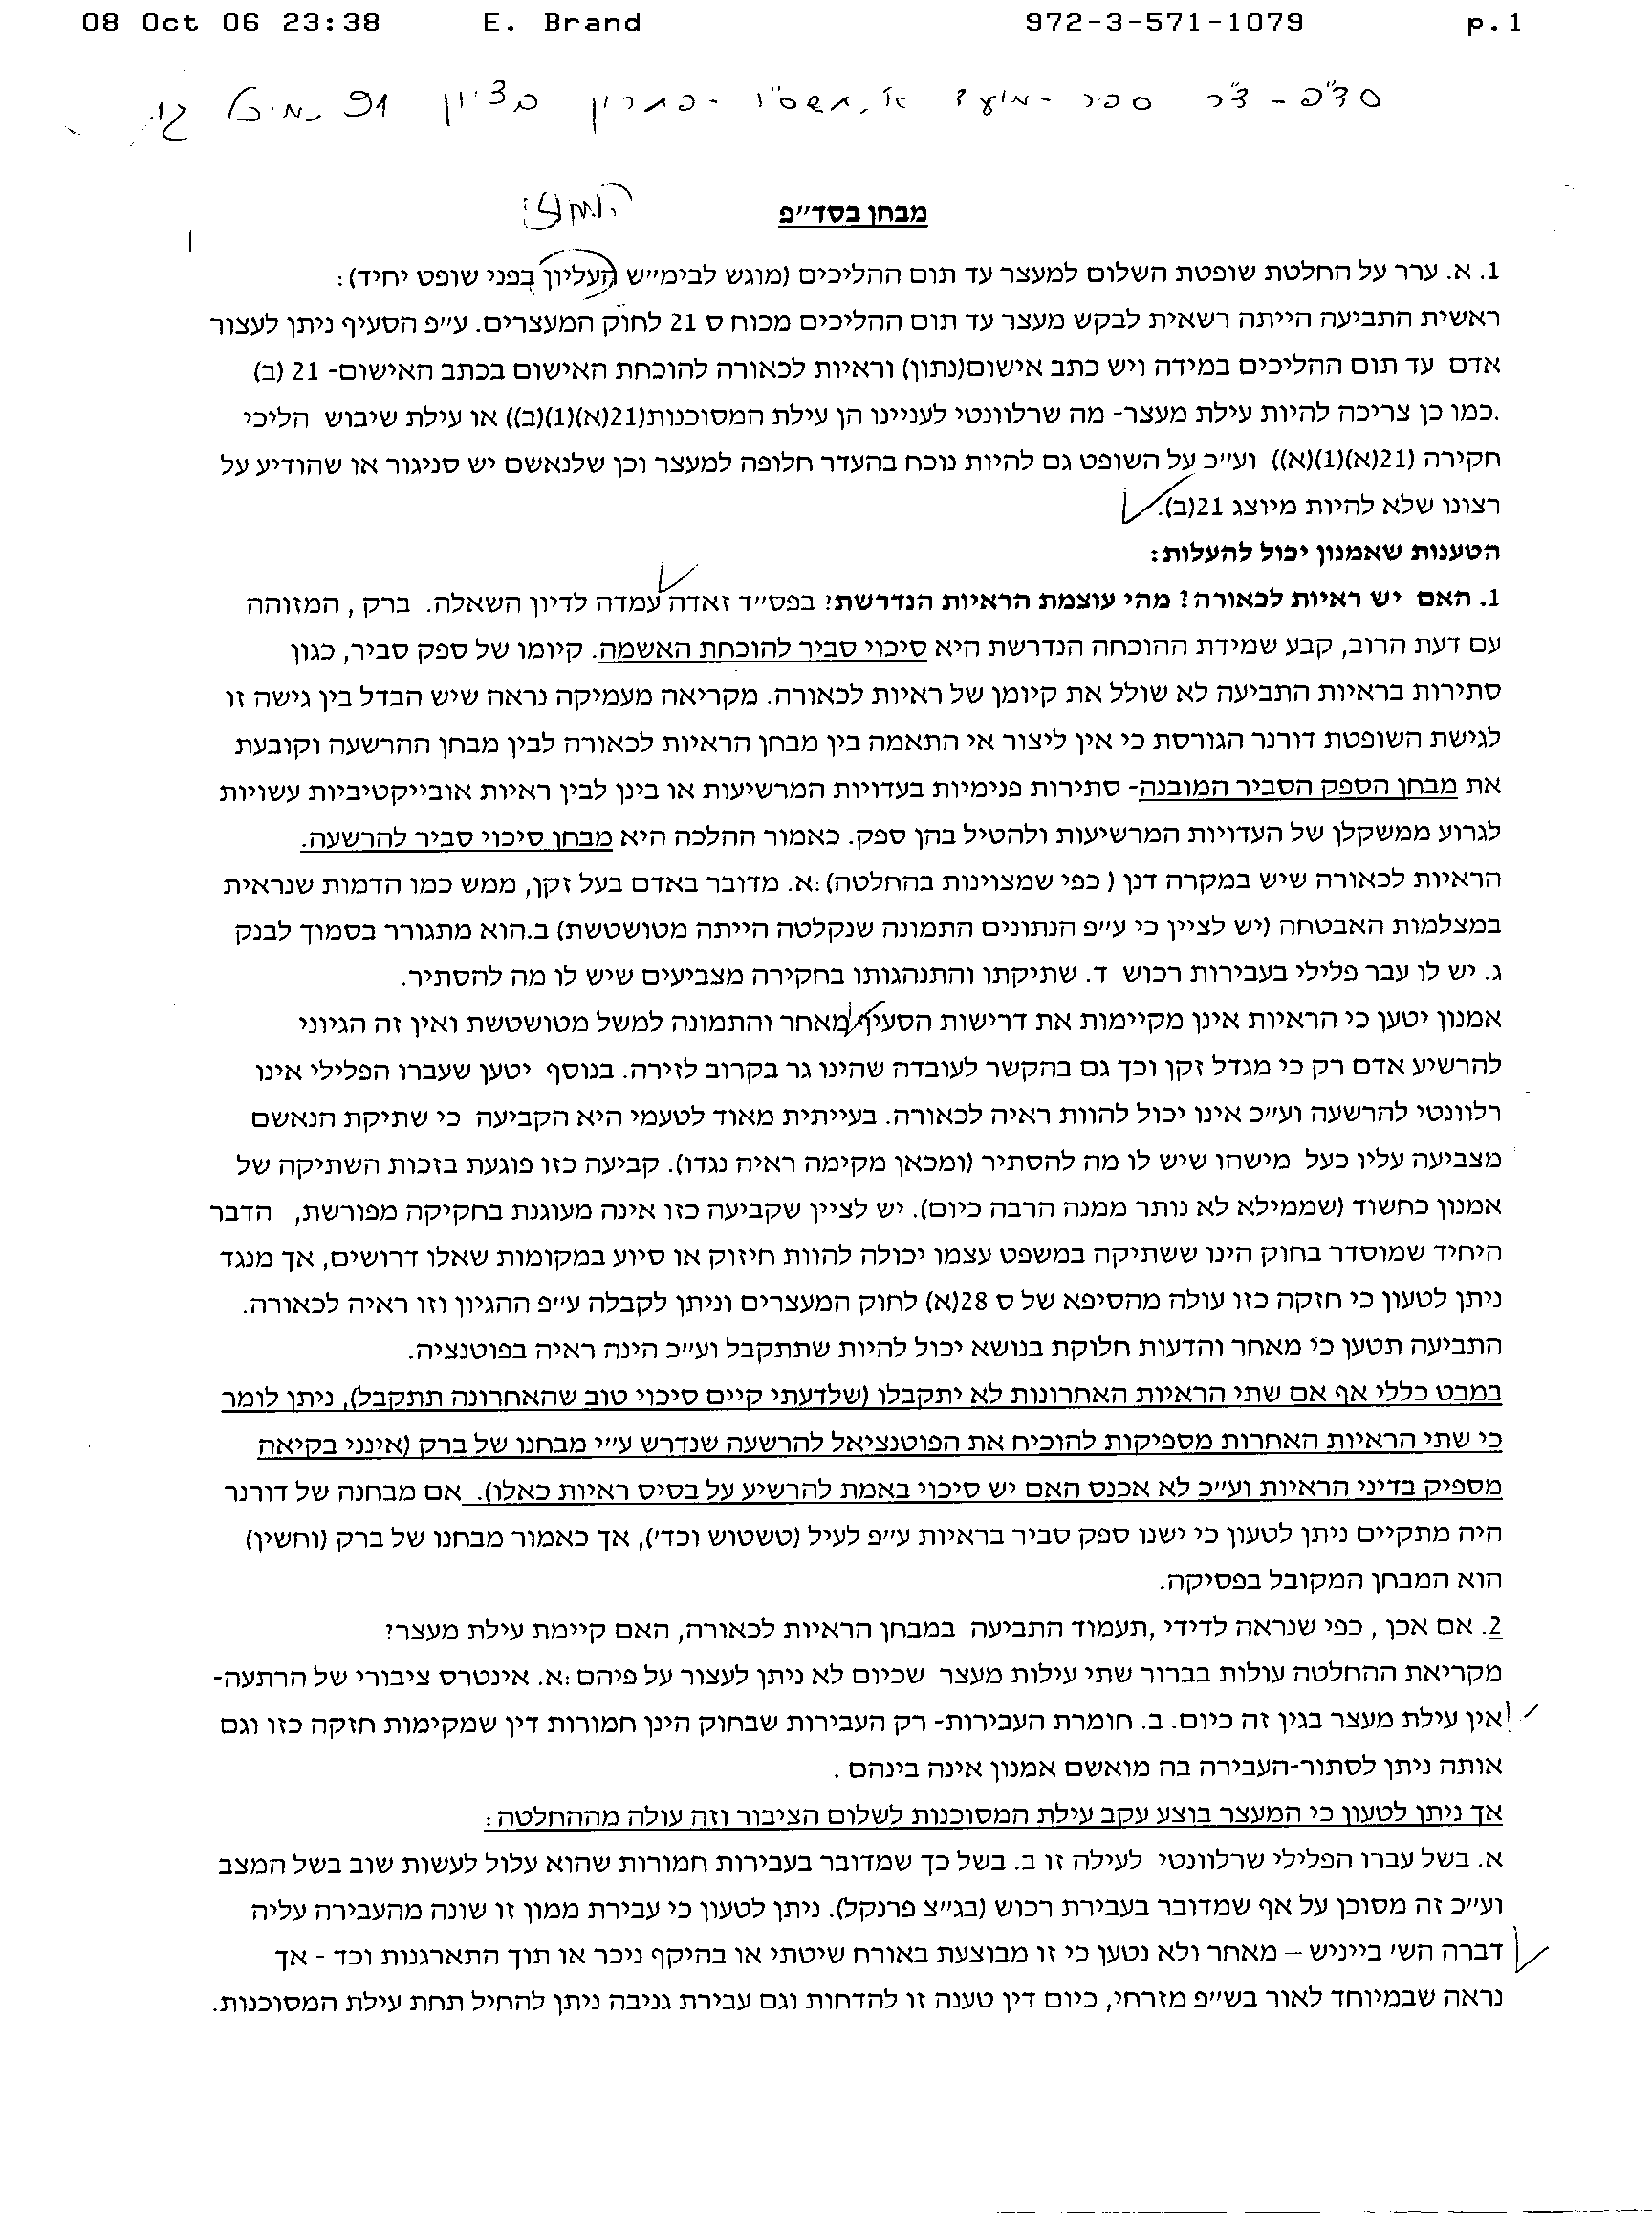 08 Oct 06 23:38 E. Brand 972-3-571-1079 p.1
סד"פ - ד"ר ספיר - מועד א', תשס"ו - פתרון בציון 91
המחוזי
מבחן בסד״פ
1. א. ערר על החלטת שופטת השלום למעצר עד תום ההליכים (מוגש לבימ״ש העליון בפני שופט יחיד):
ראשית התביעה הייתה רשאית לבקש מעצר עד תום ההליכים מכוח ס 21 לחוק המעצרים. ע״פ הסעיף ניתן לעצור
אדם עד תום ההליכים במידה ויש כתב אישום(נתון) וראיות לכאורה להוכחת האישום בכתב האישום- 21 (ב)
.כמו כן צריכה להיות עילת מעצר- מה שרלוונטי לעניינו הן עילת המסוכנות(21(א)(1)(ב)) או עילת שיבוש הליכי
חקירה (21(א)(1)(א)) וע״כ על השופט גם להיות נוכח בהעדר חלופה למעצר וכן שלנאשם יש סניגור או שהודיע על
רצונו שלא להיות מיוצג 21(ב).
הטענות שאמנון יכול להעלות:
1. האם יש ראיות לכאורה? מהי עוצמת הראיות הנדרשת? בפס״ד זאדה עמדה לדיון השאלה. ברק , המזוהה
עם דעת הרוב, קבע שמידת ההוכחה הנדרשת היא סיכוי סביר להוכחת האשמה. קיומו של ספק סביר, כגון
סתירות בראיות התביעה לא שולל את קיומן של ראיות לכאורה. מקריאה מעמיקה נראה שיש הבדל בין גישה זו
לגישת השופטת דורנר הגורסת כי אין ליצור אי התאמה בין מבחן הראיות לכאורה לבין מבחן ההרשעה וקובעת
את מבחן הספק הסביר המובנה- סתירות פנימיות בעדויות המרשיעות או בינן לבין ראיות אובייקטיביות עשויות
לגרוע ממשקלן של העדויות המרשיעות ולהטיל בהן ספק. כאמור ההלכה היא מבחן סיכוי סביר להרשעה.
הראיות לכאורה שיש במקרה דנן ( כפי שמצוינות בהחלטה):א. מדובר באדם בעל זקן, ממש כמו הדמות שנראית
במצלמות האבטחה (יש לציין כי ע״פ הנתונים התמונה שנקלטה הייתה מטושטשת) ב.הוא מתגורר בסמוך לבנק
ג. יש לו עבר פלילי בעבירות רכוש ד. שתיקתו והתנהגותו בחקירה מצביעים שיש לו מה להסתיר.
אמנון יטען כי הראיות אינן מקיימות את דרישות הסעיף מאחר והתמונה למשל מטושטשת ואין זה הגיוני
להרשיע אדם רק כי מגדל זקן וכך גם בהקשר לעובדה שהינו גר בקרוב לזירה. בנוסף יטען שעברו הפלילי אינו
רלוונטי להרשעה וע״כ אינו יכול להוות ראיה לכאורה. בעייתית מאוד לטעמי היא הקביעה כי שתיקת הנאשם
מצביעה עליו כעל מישהו שיש לו מה להסתיר (ומכאן מקימה ראיה נגדו). קביעה כזו פוגעת בזכות השתיקה של
אמנון כחשוד (שממילא לא נותר ממנה הרבה כיום). יש לציין שקביעה כזו אינה מעוגנת בחקיקה מפורשת, הדבר
היחיד שמוסדר בחוק הינו ששתיקה במשפט עצמו יכולה להוות חיזוק או סיוע במקומות שאלו דרושים, אך מנגד
ניתן לטעון כי חזקה כזו עולה מהסיפא של ס 28(א) לחוק המעצרים וניתן לקבלה ע״פ ההגיון וזו ראיה לכאורה.
התביעה תטען כי מאחר והדעות חלוקת בנושא יכול להיות שתתקבל וע״כ הינה ראיה בפוטנציה.
במבט כללי אף אם שתי הראיות האחרונות לא יתקבלו (שלדעתי קיים סיכוי טוב שהאחרונה תתקבל), ניתן לומר
כי שתי הראיות האחרות מספיקות להוכיח את הפוטנציאל להרשעה שנדרש ע״י מבחנו של ברק (אינני בקיאה
מספיק בדיני הראיות וע״כ לא אכנס האם יש סיכוי באמת להרשיע על בסיס ראיות כאלו). אם מבחנה של דורנר
היה מתקיים ניתן לטעון כי ישנו ספק סביר בראיות ע״פ לעיל (טשטוש וכד׳), אך כאמור מבחנו של ברק (וחשין)
הוא המבחן המקובל בפסיקה.
2. אם אכן , כפי שנראה לדידי ,תעמוד התביעה במבחן הראיות לכאורה, האם קיימת עילת מעצר?
מקריאת ההחלטה עולות בברור שתי עילות מעצר שכיום לא ניתן לעצור על פיהם :א. אינטרס ציבורי של הרתעה-
אין עילת מעצר בגין זה כיום. ב. חומרת העבירות- רק העבירות שבחוק הינן חמורות דין שמקימות חזקה כזו וגם
אותה ניתן לסתור-העבירה בה מואשם אמנון אינה בינהם .
אך ניתן לטעון כי המעצר בוצע עקב עילת המסוכנות לשלום הציבור וזה עולה מההחלטה:
א. בשל עברו הפלילי שרלוונטי לעילה זו ב. בשל כך שמדובר בעבירות חמורות שהוא עלול לעשות שוב בשל המצב
וע״כ זה מסוכן על אף שמדובר בעבירת רכוש (בג״צ פרנקל). ניתן לטעון כי עבירת ממון זו שונה מהעבירה עליה
דברה הש׳ בייניש – מאחר ולא נטען כי זו מבוצעת באורח שיטתי או בהיקף ניכר או תוך התארגנות וכד - אך
נראה שבמיוחד לאור בש״פ מזרחי, כיום דין טענה זו להדחות וגם עבירת גניבה ניתן להחיל תחת עילת המסוכנות.